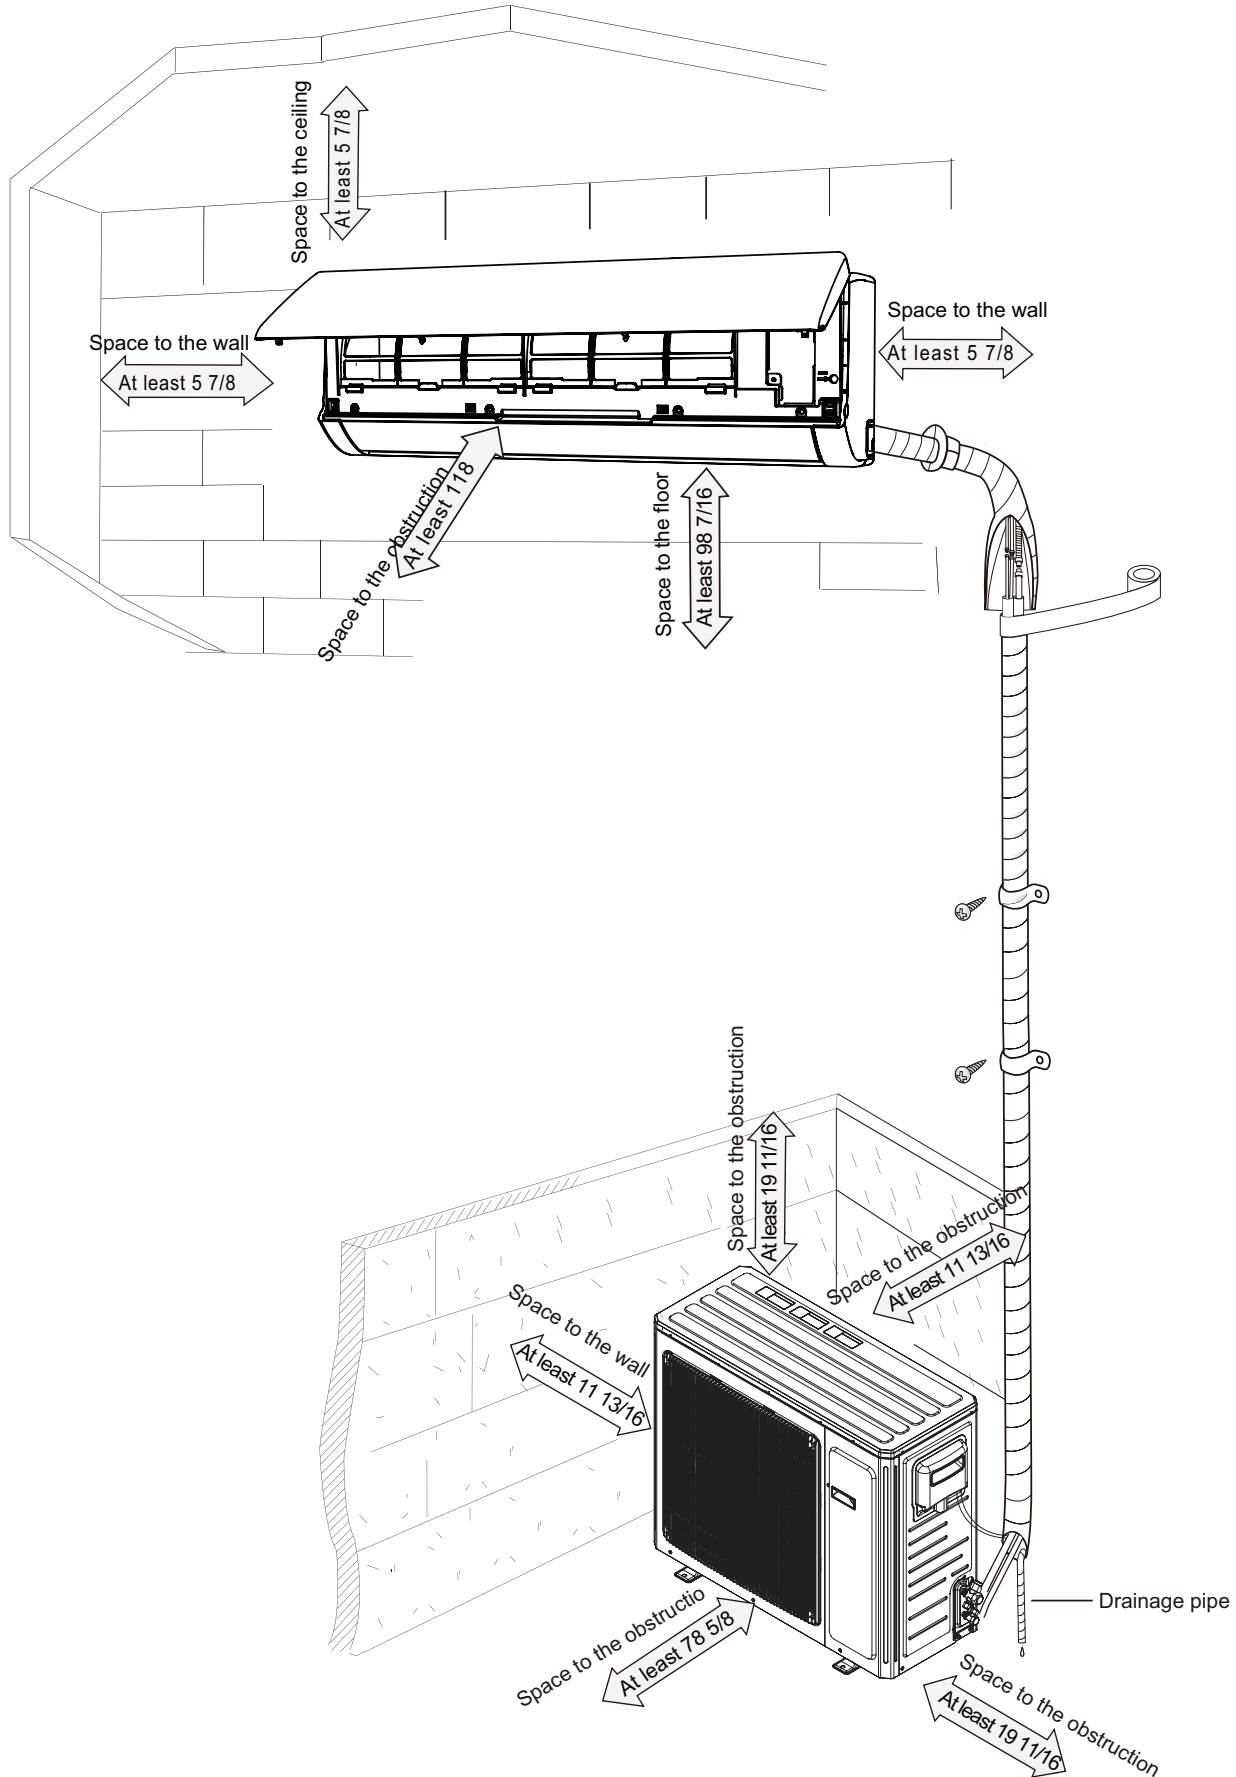 Space to the ceiling
At least 5 7/8
Space to the wall
At least 5 7/8
Space to the wall
At least 5 7/8
Space to the obstruction
At least 118
Space to the floor
At least 98 7/16
Space to the obstruction
At least 19 11/16
Space to the obstruction
At least 11 13/16
Space to the wall
At least 11 13/16
Space to the obstructio
At least 78 5/8
Drainage pipe
Space to the obstruction
At least 19 11/16